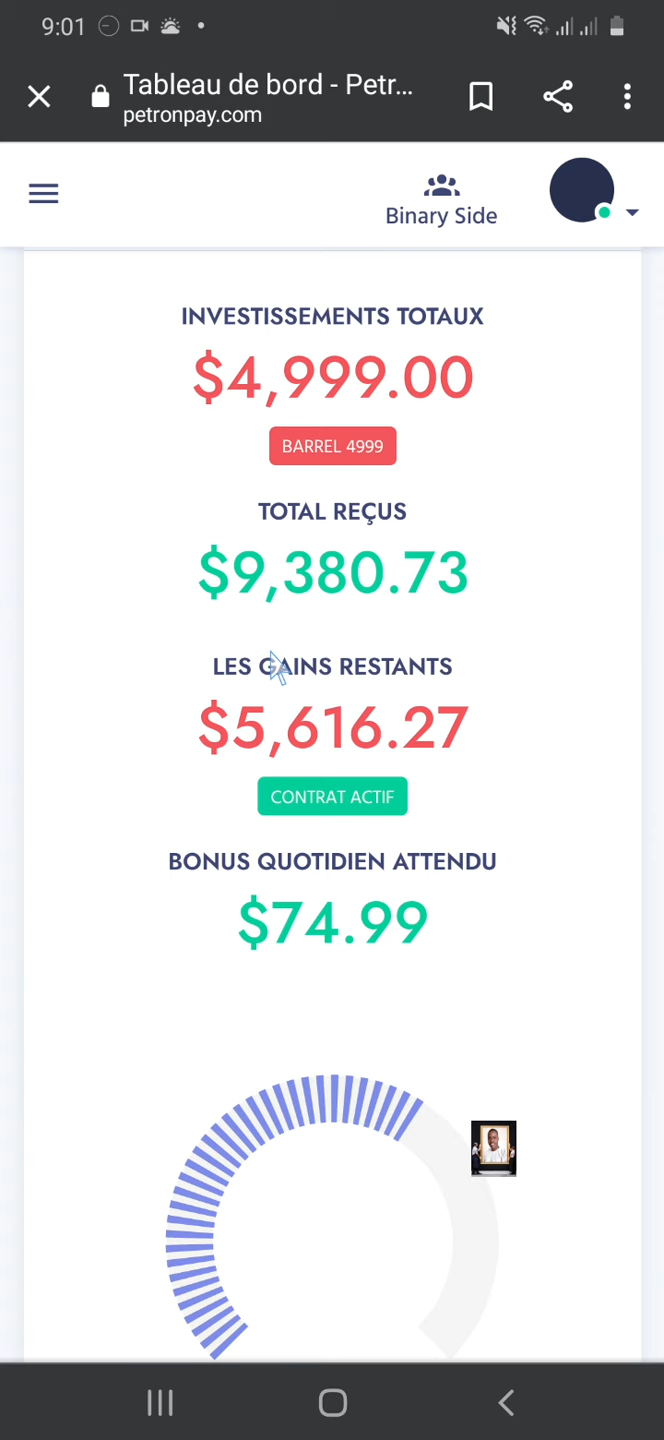 9:01
Tableau de bord - Petr...
petronpay.com
Binary Side
INVESTISSEMENTS TOTAUX
$4,999.00
BARREL 4999
TOTAL REÇUS
$9,380.73
LES GAINS RESTANTS
$5,616.27
CONTRAT ACTIF
BONUS QUOTIDIEN ATTENDU
$74.99